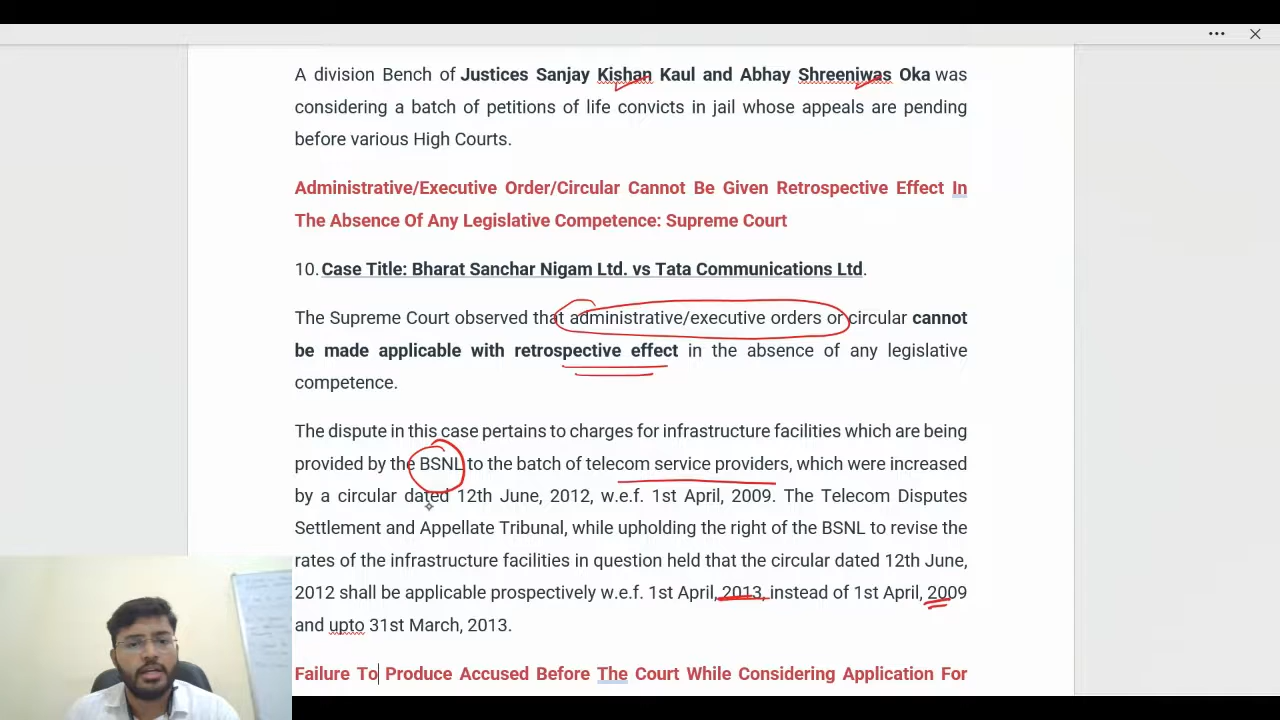 A division Bench of Justices Sanjay Kishan Kaul and Abhay Shreeniwas Oka was
considering a batch of petitions of life convicts in jail whose appeals are pending
before various High Courts.
Administrative/Executive Order/Circular Cannot Be Given Retrospective Effect In
The Absence Of Any Legislative Competence: Supreme Court
10. Case Title: Bharat Sanchar Nigam Ltd. vs Tata Communications Ltd.
The Supreme Court observed that administrative/executive orders or circular cannot
be made applicable with retrospective effect in the absence of any legislative
competence.
The dispute in this case pertains to charges for infrastructure facilities which are being
provided by the BSNL to the batch of telecom service providers, which were increased
by a circular dated 12th June, 2012, w.e.f. 1st April, 2009. The Telecom Disputes
Settlement and Appellate Tribunal, while upholding the right of the BSNL to revise the
rates of the infrastructure facilities in question held that the circular dated 12th June,
2012 shall be applicable prospectively w.e.f. 1st April, 2013, instead of 1st April, 2009
and upto 31st March, 2013.
Failure To Produce Accused Before The Court While Considering Application For